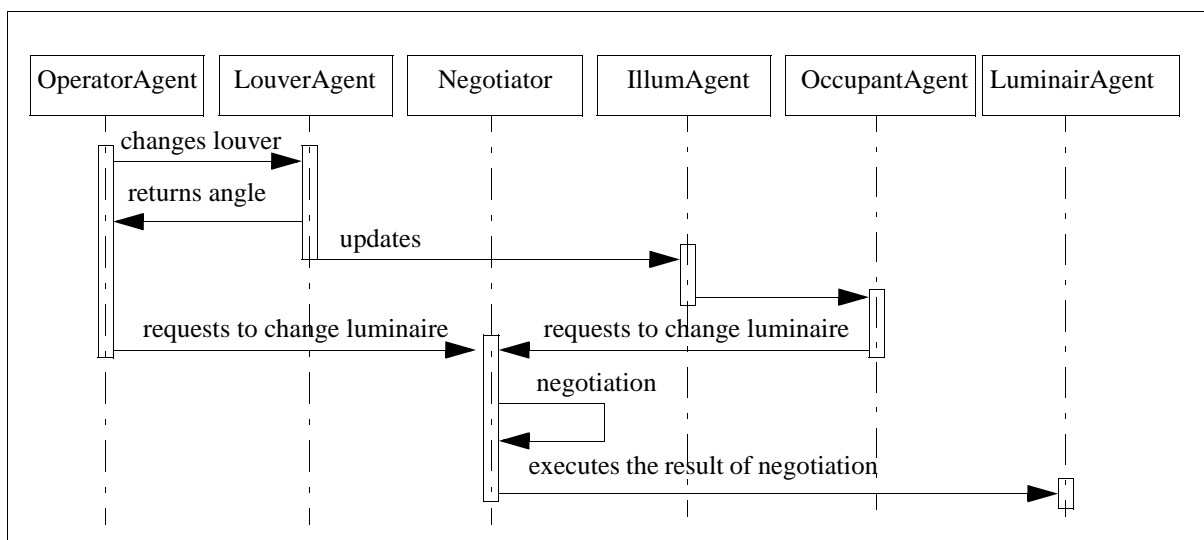 OperatorAgent
LouverAgent
Negotiator
IllumAgent
OccupantAgent
LuminairAgent
changes louver
returns angle
updates
requests to change luminaire
requests to change luminaire
negotiation
executes the result of negotiation